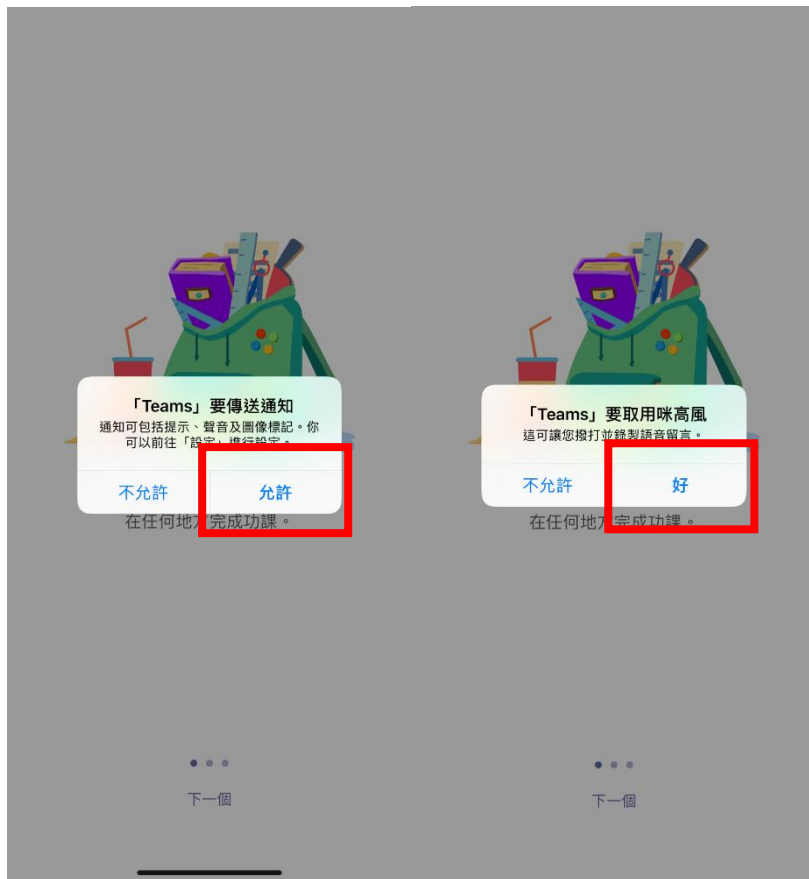 「Teams」要傳送通知
通知可包括提示、聲音及圖像標記。你
可以前往「設定」進行設定。
不允許
允許
在任何地方完成功課。
下一個
「Teams」要取用咪高風
這可讓您撥打並錄製語音留言。
不允許
好
在任何地方完成功課。
下一個